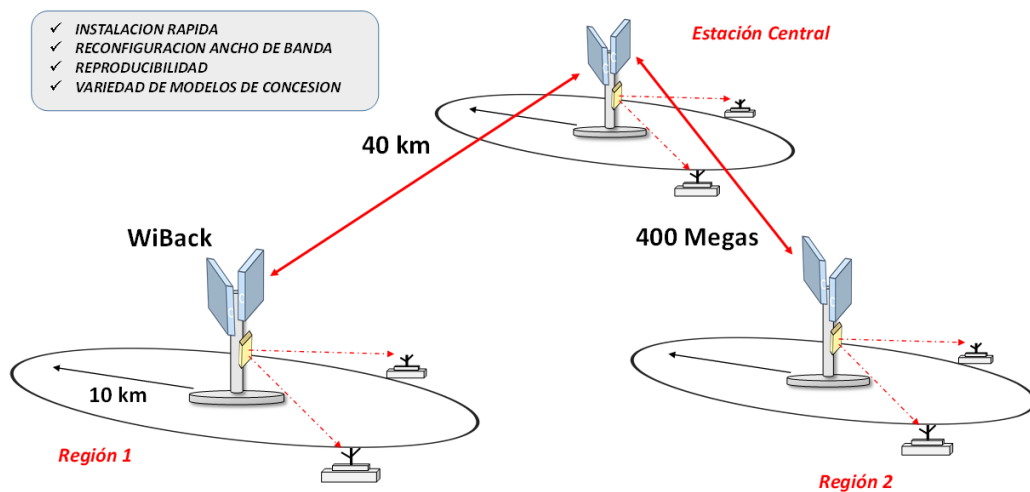 ✓ INSTALACION RAPIDA
✓ RECONFIGURACION ANCHO DE BANDA
✓ REPRODUCIBILIDAD
✓ VARIEDAD DE MODELOS DE CONCESION
Estación Central
40 km
WiBack
400 Megas
10 km
Región 1
Región 2